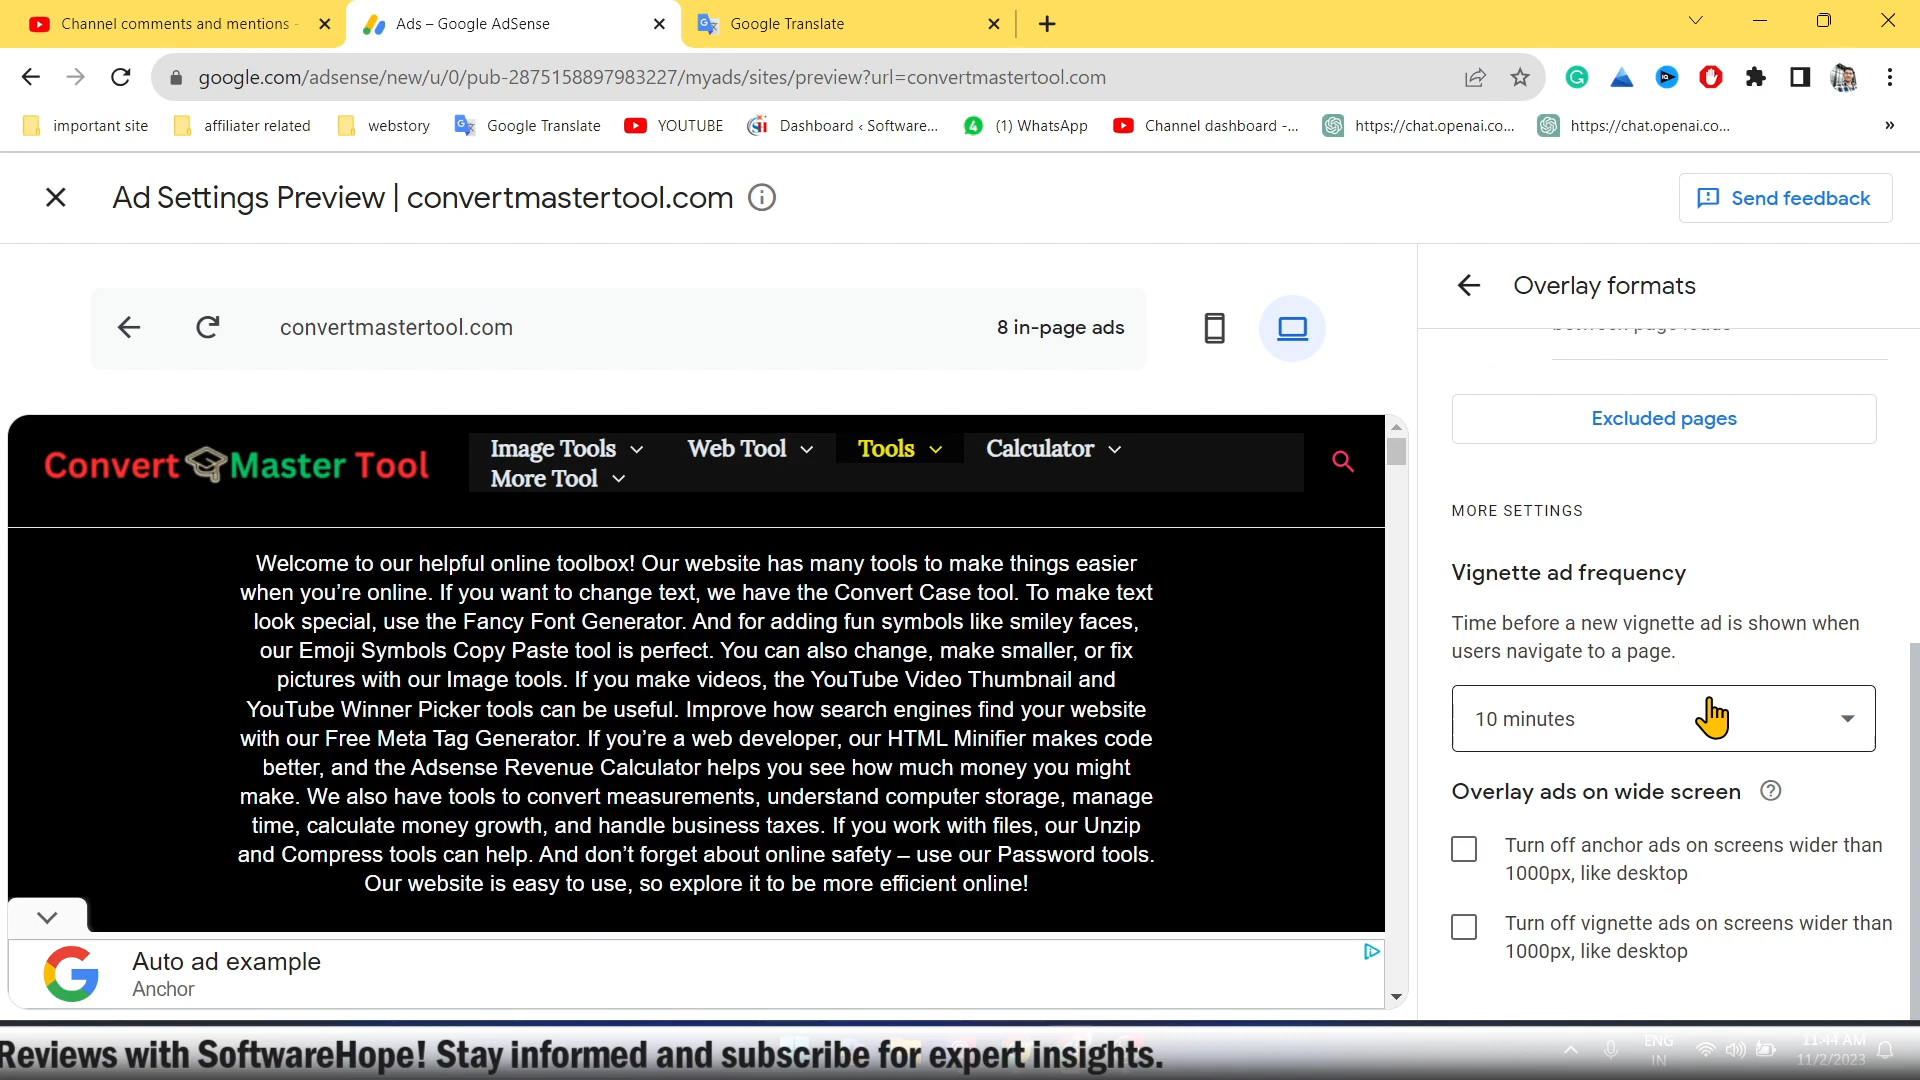 Channel comments and mentions -
Ads – Google AdSense
Google Translate
google.com/adsense/new/u/0/pub-2875158897983227/myads/sites/preview?url=convertmastertool.com
important site
affiliater related
webstory
Google Translate
YOUTUBE
Dashboard ‹ Software...
(1) WhatsApp
Channel dashboard -...
https://chat.openai.co...
https://chat.openai.co...
»
Ad Settings Preview | convertmastertool.com
Send feedback
convertmastertool.com
8 in-page ads
Overlay formats
Excluded pages
Convert Master Tool
Image Tools
Web Tool
Tools
Calculator
More Tool
Welcome to our helpful online toolbox! Our website has many tools to make things easier
when you’re online. If you want to change text, we have the Convert Case tool. To make text
look special, use the Fancy Font Generator. And for adding fun symbols like smiley faces,
our Emoji Symbols Copy Paste tool is perfect. You can also change, make smaller, or fix
pictures with our Image tools. If you make videos, the YouTube Video Thumbnail and
YouTube Winner Picker tools can be useful. Improve how search engines find your website
with our Free Meta Tag Generator. If you’re a web developer, our HTML Minifier makes code
better, and the Adsense Revenue Calculator helps you see how much money you might
make. We also have tools to convert measurements, understand computer storage, manage
time, calculate money growth, and handle business taxes. If you work with files, our Unzip
and Compress tools can help. And don’t forget about online safety – use our Password tools.
Our website is easy to use, so explore it to be more efficient online!
MORE SETTINGS
Vignette ad frequency
Time before a new vignette ad is shown when
users navigate to a page.
10 minutes
Overlay ads on wide screen
Turn off anchor ads on screens wider than
1000px, like desktop
Turn off vignette ads on screens wider than
1000px, like desktop
Auto ad example
Anchor
Reviews with SoftwareHope! Stay informed and subscribe for expert insights.
ENG
IN
11:44 AM
11/2/2023